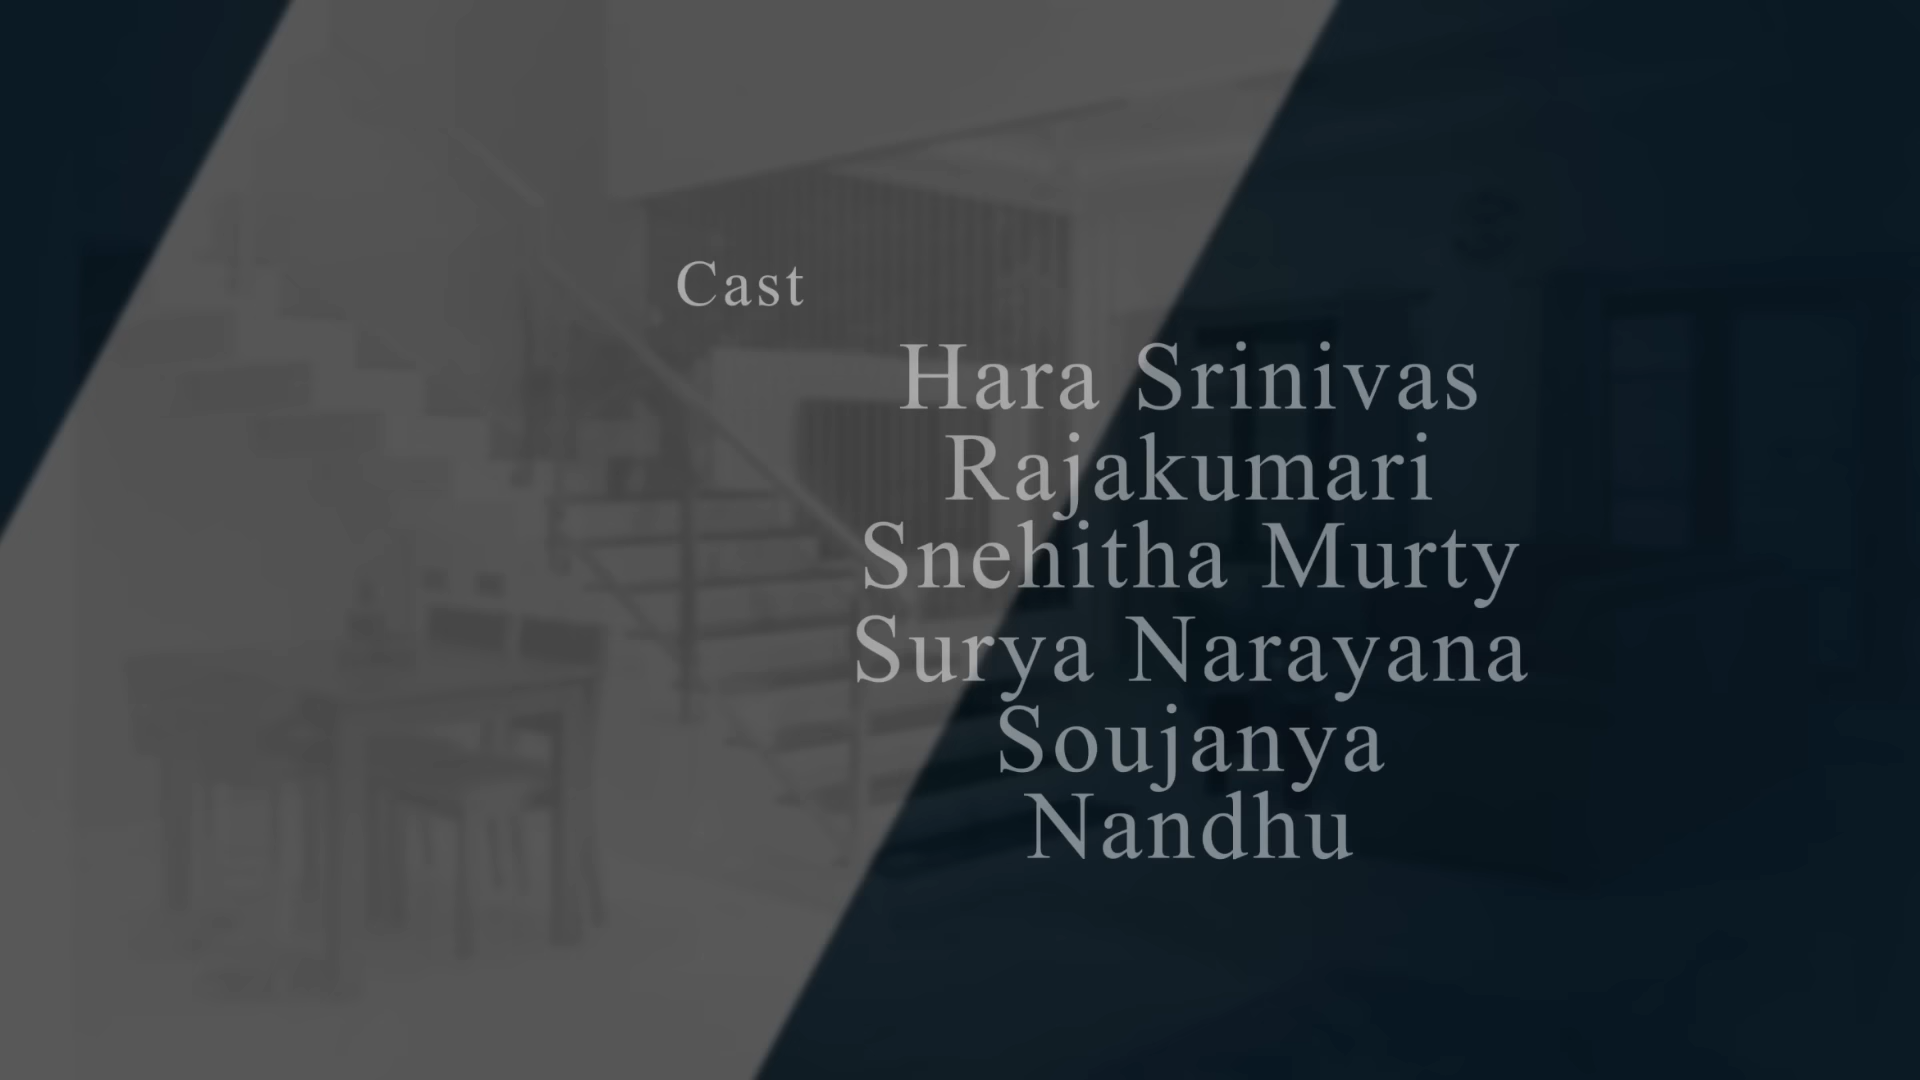 Cast
Hara Srinivas
Rajakumari
Snehitha Murty
Surya Narayana
Soujanya
Nandhu